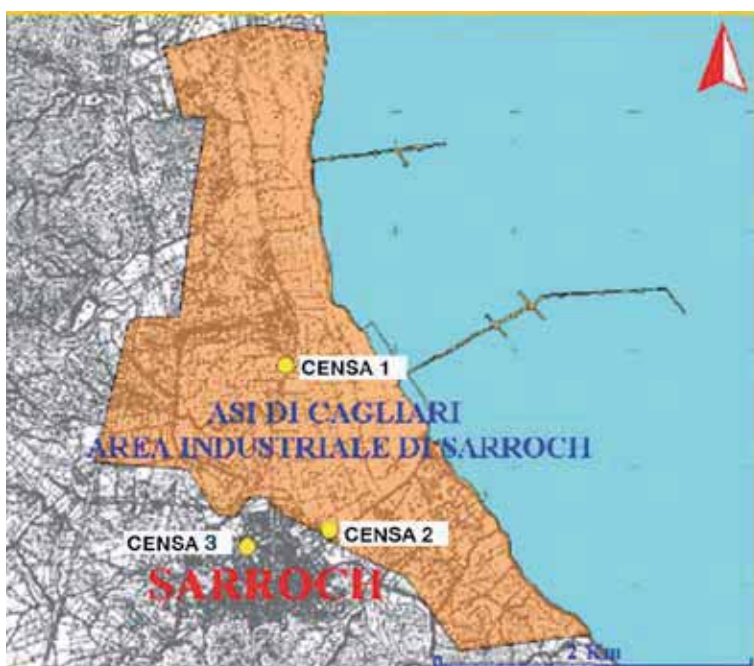 CENSA 1
ASI DI CAGLIARI
AREA INDUSTRIALE DI SARROCH
CENSA 2
CENSA 3
SARROCH
2 Km